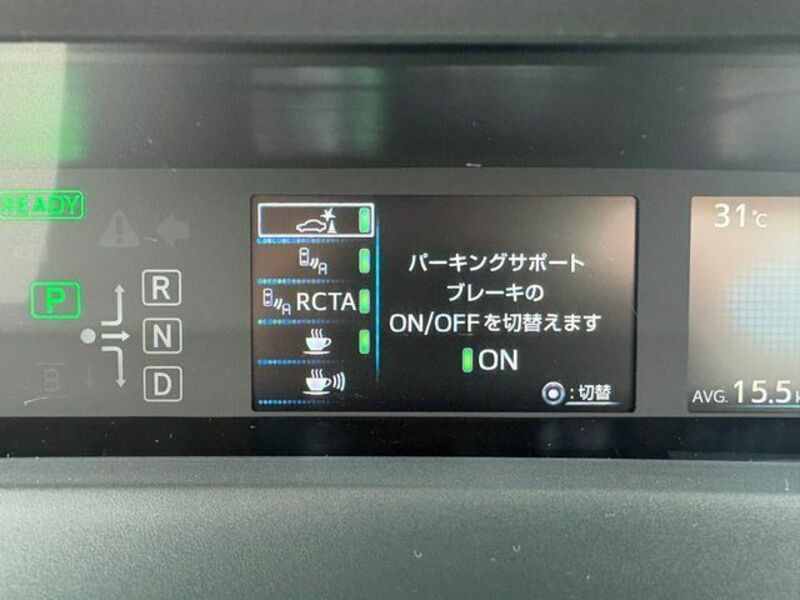 READY
P
R
N
D
RCTA
パーキングサポート
ブレーキの
ON/OFFを切替えます
ON
:切替
31℃
AVG. 15.5